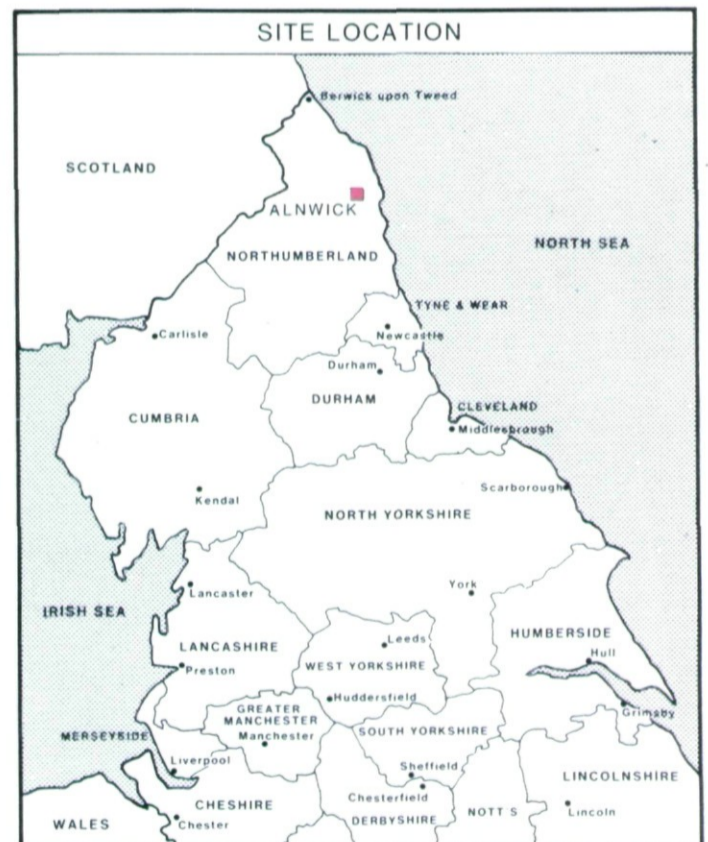 SITE LOCATION
Berwick upon Tweed
SCOTLAND
ALNWICK
NORTH SEA
NORTHUMBERLAND
TYNE & WEAR
Carlisle
Newcastle
Durham
DURHAM
CLEVELAND
CUMBRIA
Middlesbrough
Scarborough
Kendal
NORTH YORKSHIRE
York
Lancaster
IRISH SEA
HUMBERSIDE
Leeds
LANCASHIRE
Hull
WEST YORKSHIRE
Preston
Huddersfield
GREATER
MANCHESTER
Grimsby
SOUTH YORKSHIRE
MERSEYSIDE
Manchester
Liverpool
Sheffield
LINCOLNSHIRE
Chesterfield
CHESHIRE
NOTT S
Lincoln
DERBYSHIRE
WALES
Chester